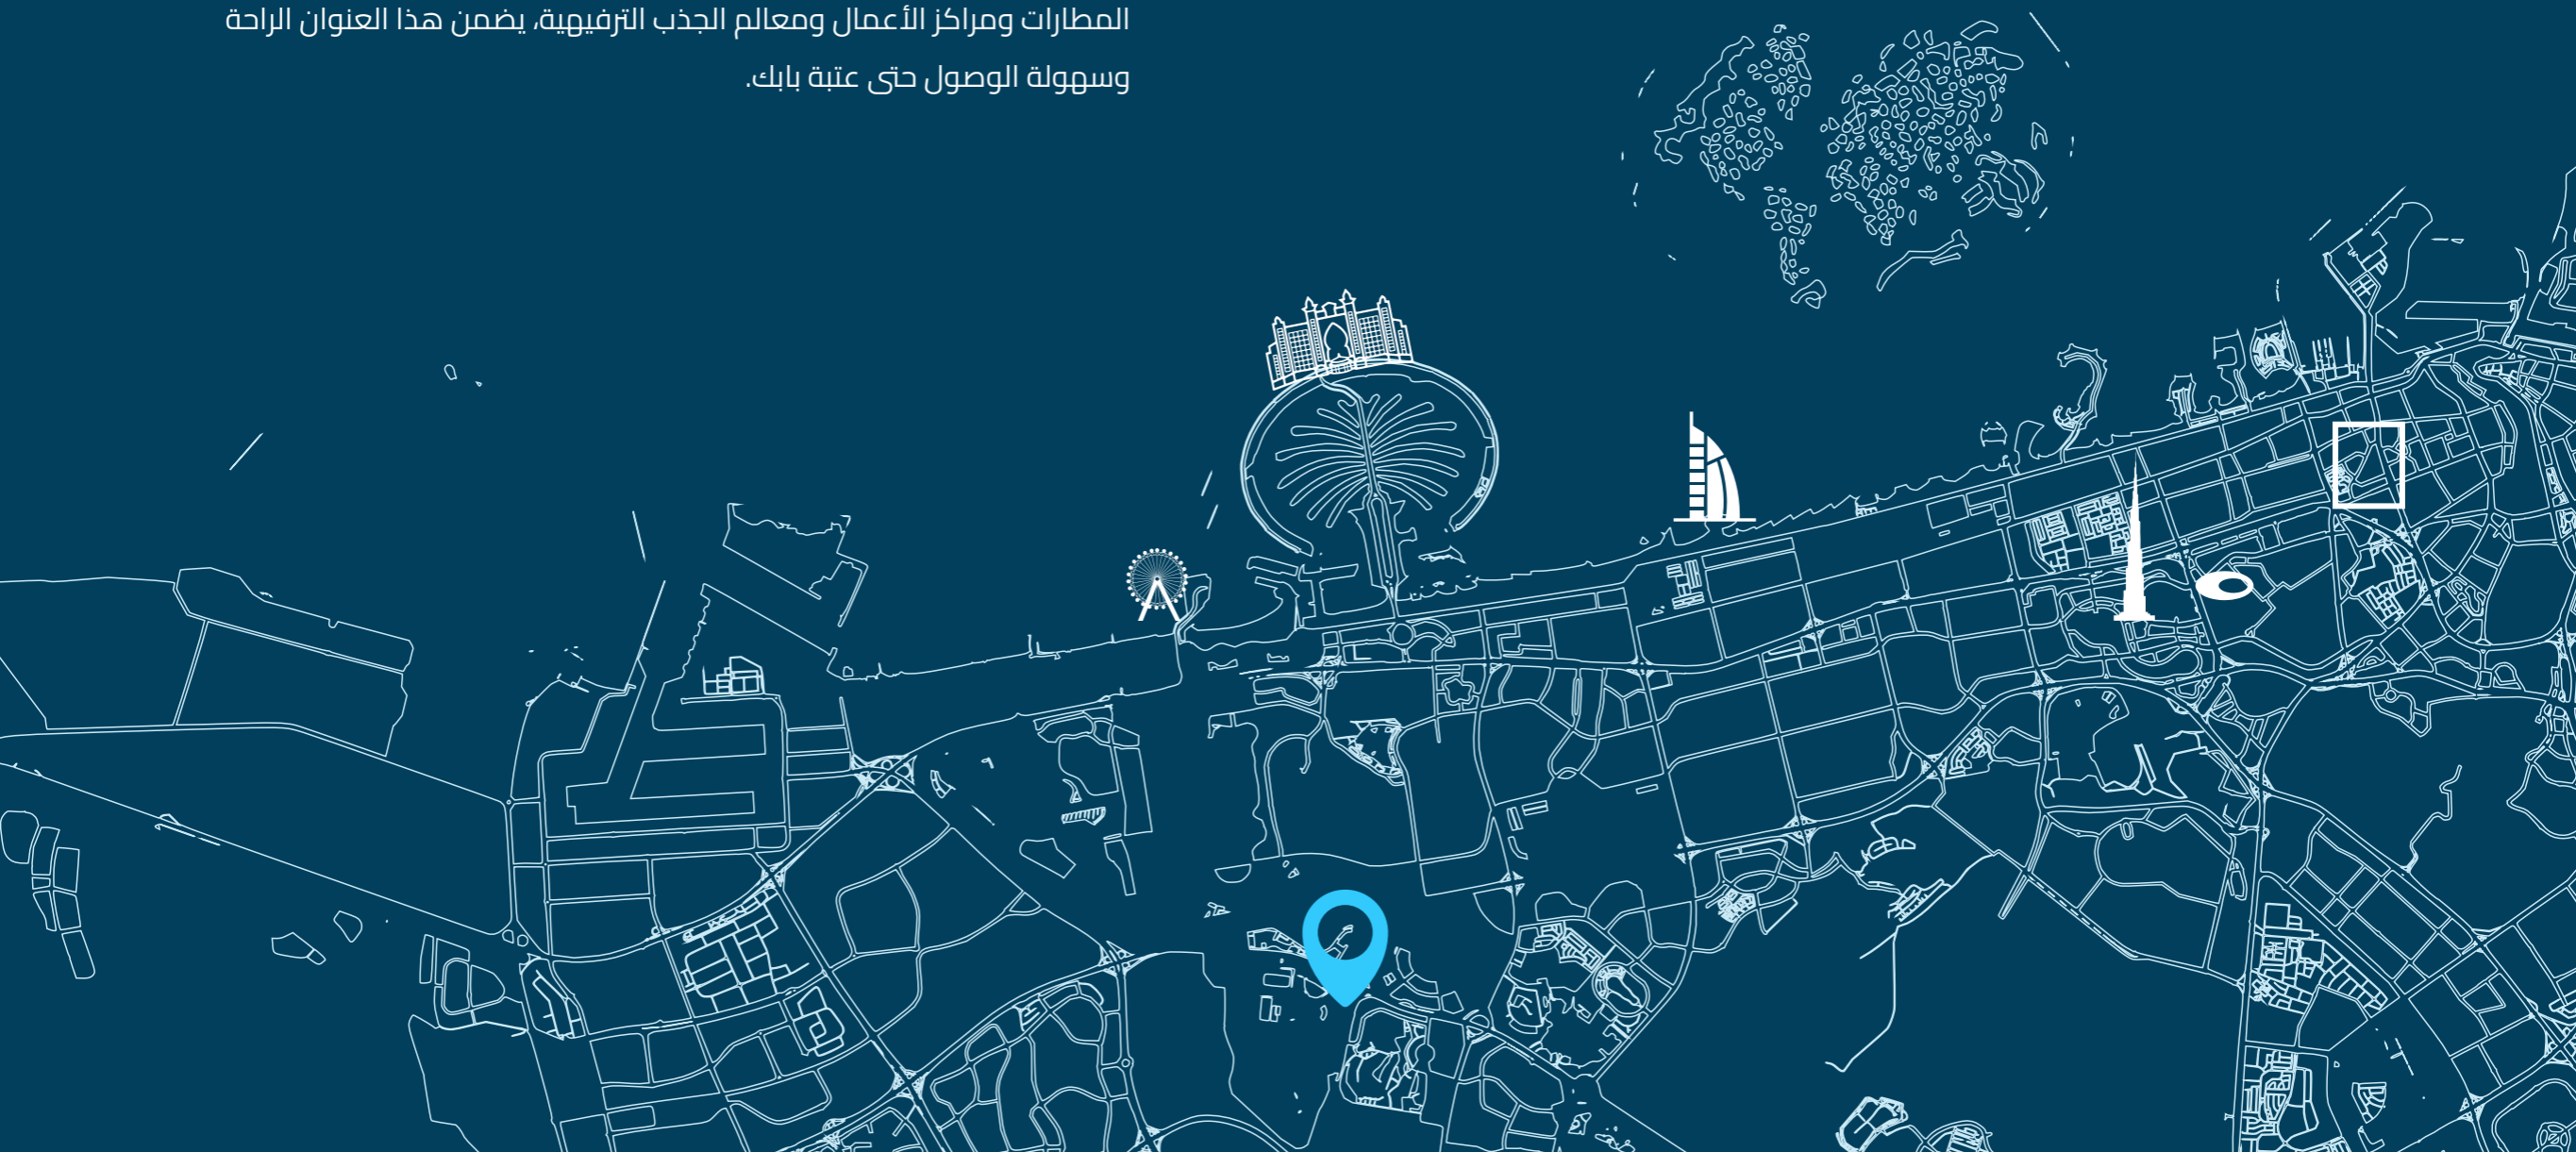 المطارات ومراكز الأعمال ومعالم الجذب الترفيهية، يضمن هذا العنوان الراحة
وسهولة الوصول حتى عتبة بابك.